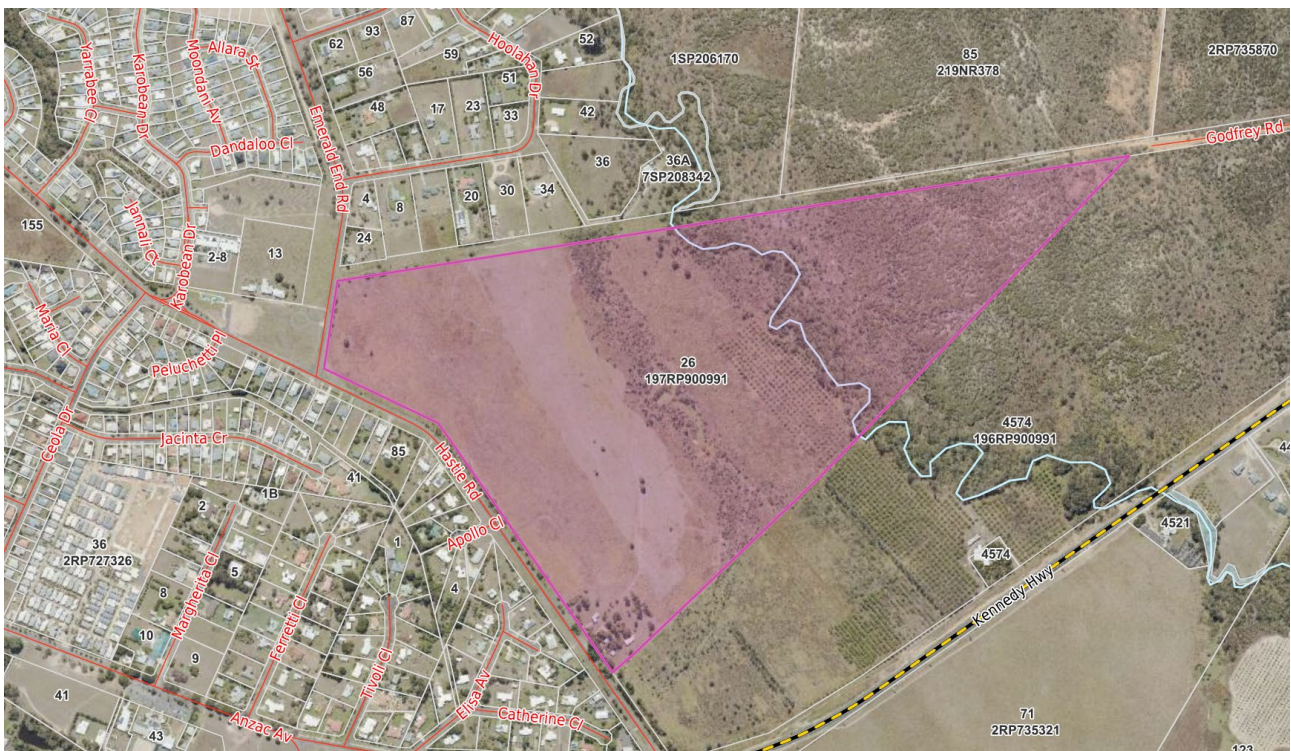 87
93
62
52
Hoolahan Dr
59
85
219NR378
1SP206170
2RP735870
Allara St
Yarrabee Cl
Karobean Dr
Moondani Av
56
51
48
17
23
33
42
Emerald End Rd
Godfrey Rd
Dandaloo Cl
36
36A
7SP208342
4
8
20
30
34
155
Jannali Ct
Karobean Dr
2-8
13
24
Maria Cl
Peluchetti Pl
26
197RP900991
Ceola Dr
Jacinta Cr
85
41
Hastie Rd
4574
196RP900991
44
1B
2
4521
36
2RP727326
Apollo Cl
1
4574
5
4
8
Margherita Cl
Ferretti Cl
Kennedy Hwy
10
9
Tivoli Cl
Elisa Av
41
43
Anzac Av
Catherine Cl
71
2RP735321
123